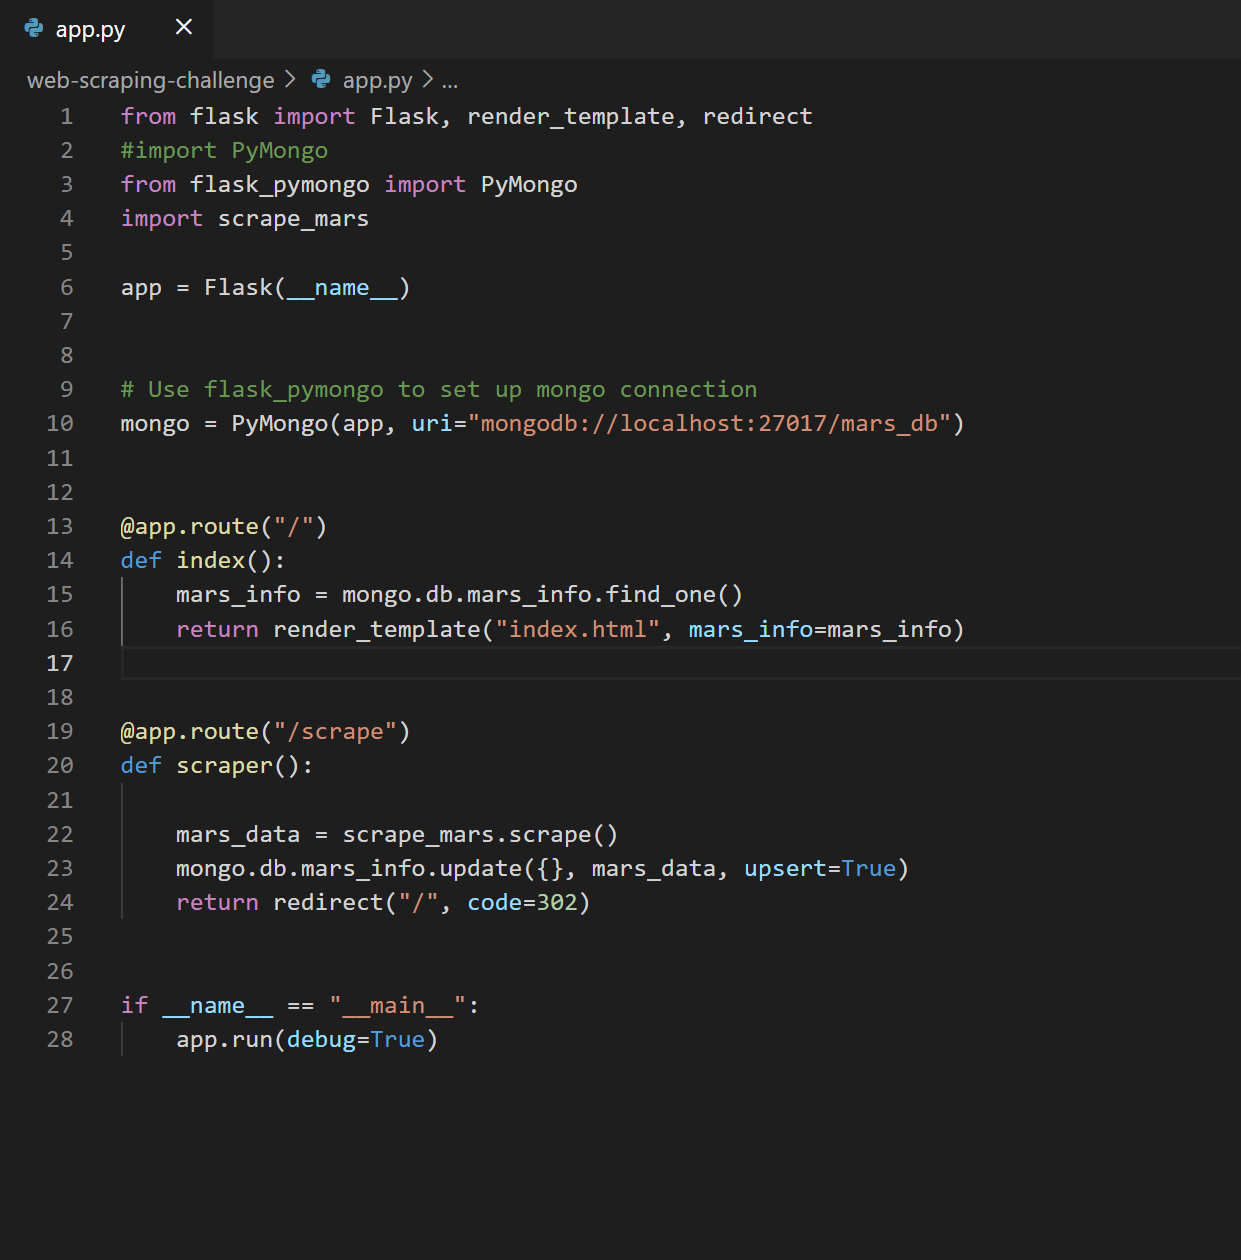 app.py ×
web-scraping-challenge > app.py > ...
1 from flask import Flask, render_template, redirect
2 #import PyMongo
3 from flask_pymongo import PyMongo
4 import scrape_mars
5
6 app = Flask(__name__)
7
8
9 # Use flask_pymongo to set up mongo connection
10 mongo = PyMongo(app, uri="mongodb://localhost:27017/mars_db")
11
12
13 @app.route("/")
14 def index():
15     mars_info = mongo.db.mars_info.find_one()
16     return render_template("index.html", mars_info=mars_info)
17
18
19 @app.route("/scrape")
20 def scraper():
21
22     mars_data = scrape_mars.scrape()
23     mongo.db.mars_info.update({}, mars_data, upsert=True)
24     return redirect("/", code=302)
25
26
27 if __name__ == "__main__":
28     app.run(debug=True)